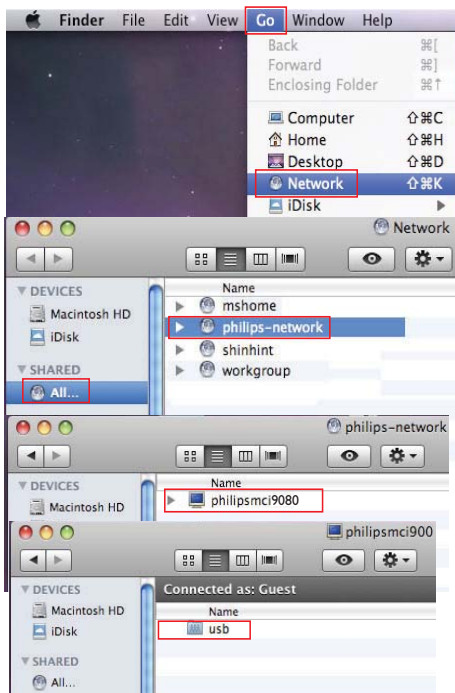 Finder File Edit View Go Window Help
Back ⌘[
Forward ⌘]
Enclosing Folder ⌘↑
Computer ⇧⌘C
Home ⇧⌘H
Desktop ⇧⌘D
Network ⇧⌘K
iDisk ▶
Network
DEVICES
Macintosh HD
iDisk
SHARED
All...
Name
mshome
philips-network
shinhint
workgroup
philips-network
DEVICES
Macintosh HD
Name
philipsmci9080
philipsmci900
DEVICES
Macintosh HD
iDisk
SHARED
All...
Connected as: Guest
Name
usb